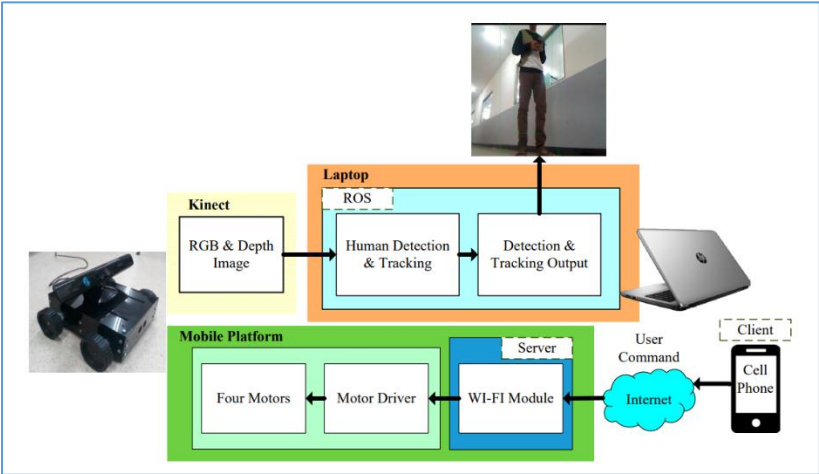 Laptop
Kinect
ROS
RGB & Depth
Image
Human Detection
& Tracking
Detection &
Tracking Output
Mobile Platform
Server
User
Command
Client
Four Motors
Motor Driver
WI-FI Module
Internet
Cell
Phone